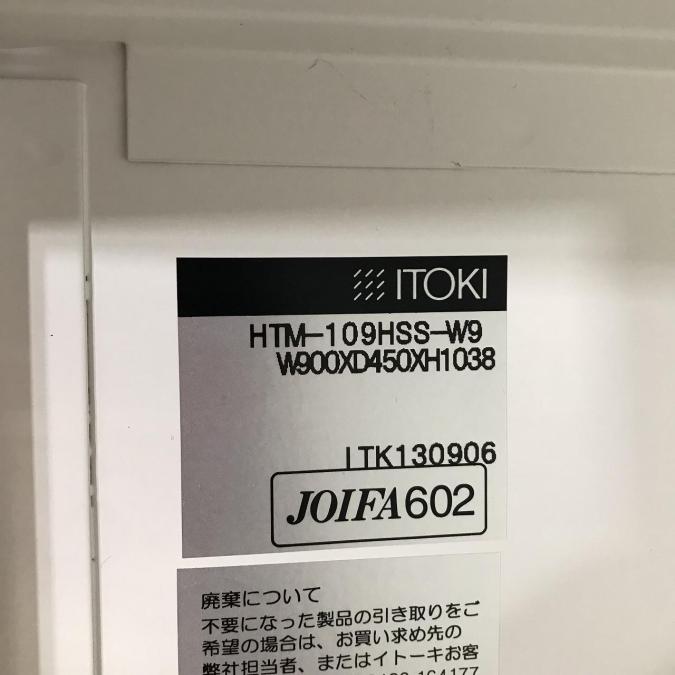 ITOKI
HTM-109HSS-W9
W900XD450XH1038
ITK130906
JOIFA602
廃棄について
不要になった製品の引き取りをご
希望の場合は、お買い求め先の
弊社担当者、またはイトーキお客